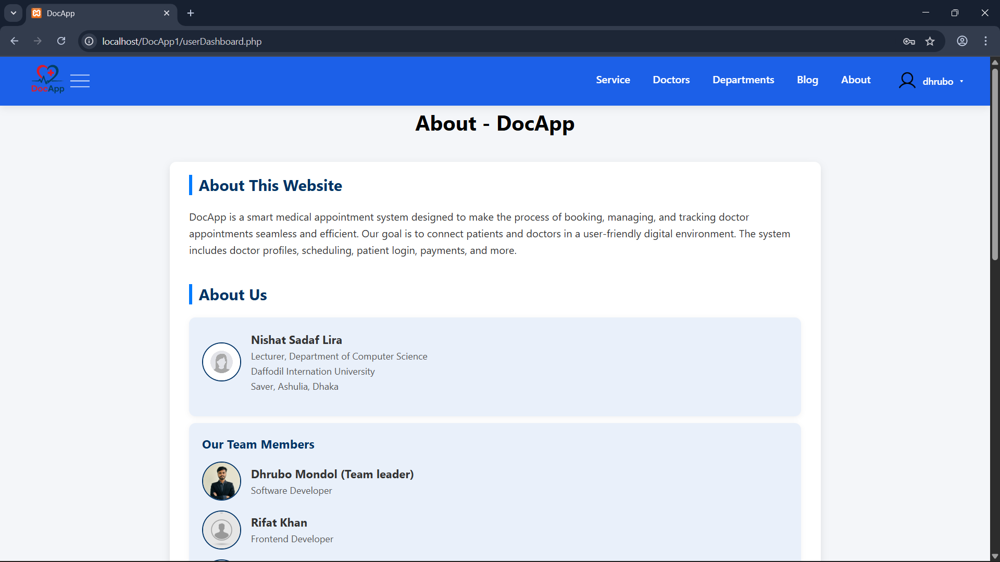 DocApp
localhost/DocApp1/userDashboard.php
DocApp
Service Doctors Departments Blog About dhrubo
About - DocApp
About This Website
DocApp is a smart medical appointment system designed to make the process of booking, managing, and tracking doctor
appointments seamless and efficient. Our goal is to connect patients and doctors in a user-friendly digital environment. The system
includes doctor profiles, scheduling, patient login, payments, and more.
About Us
Nishat Sadaf Lira
Lecturer, Department of Computer Science
Daffodil Internation University
Saver, Ashulia, Dhaka
Our Team Members
Dhrubo Mondol (Team leader)
Software Developer
Rifat Khan
Frontend Developer